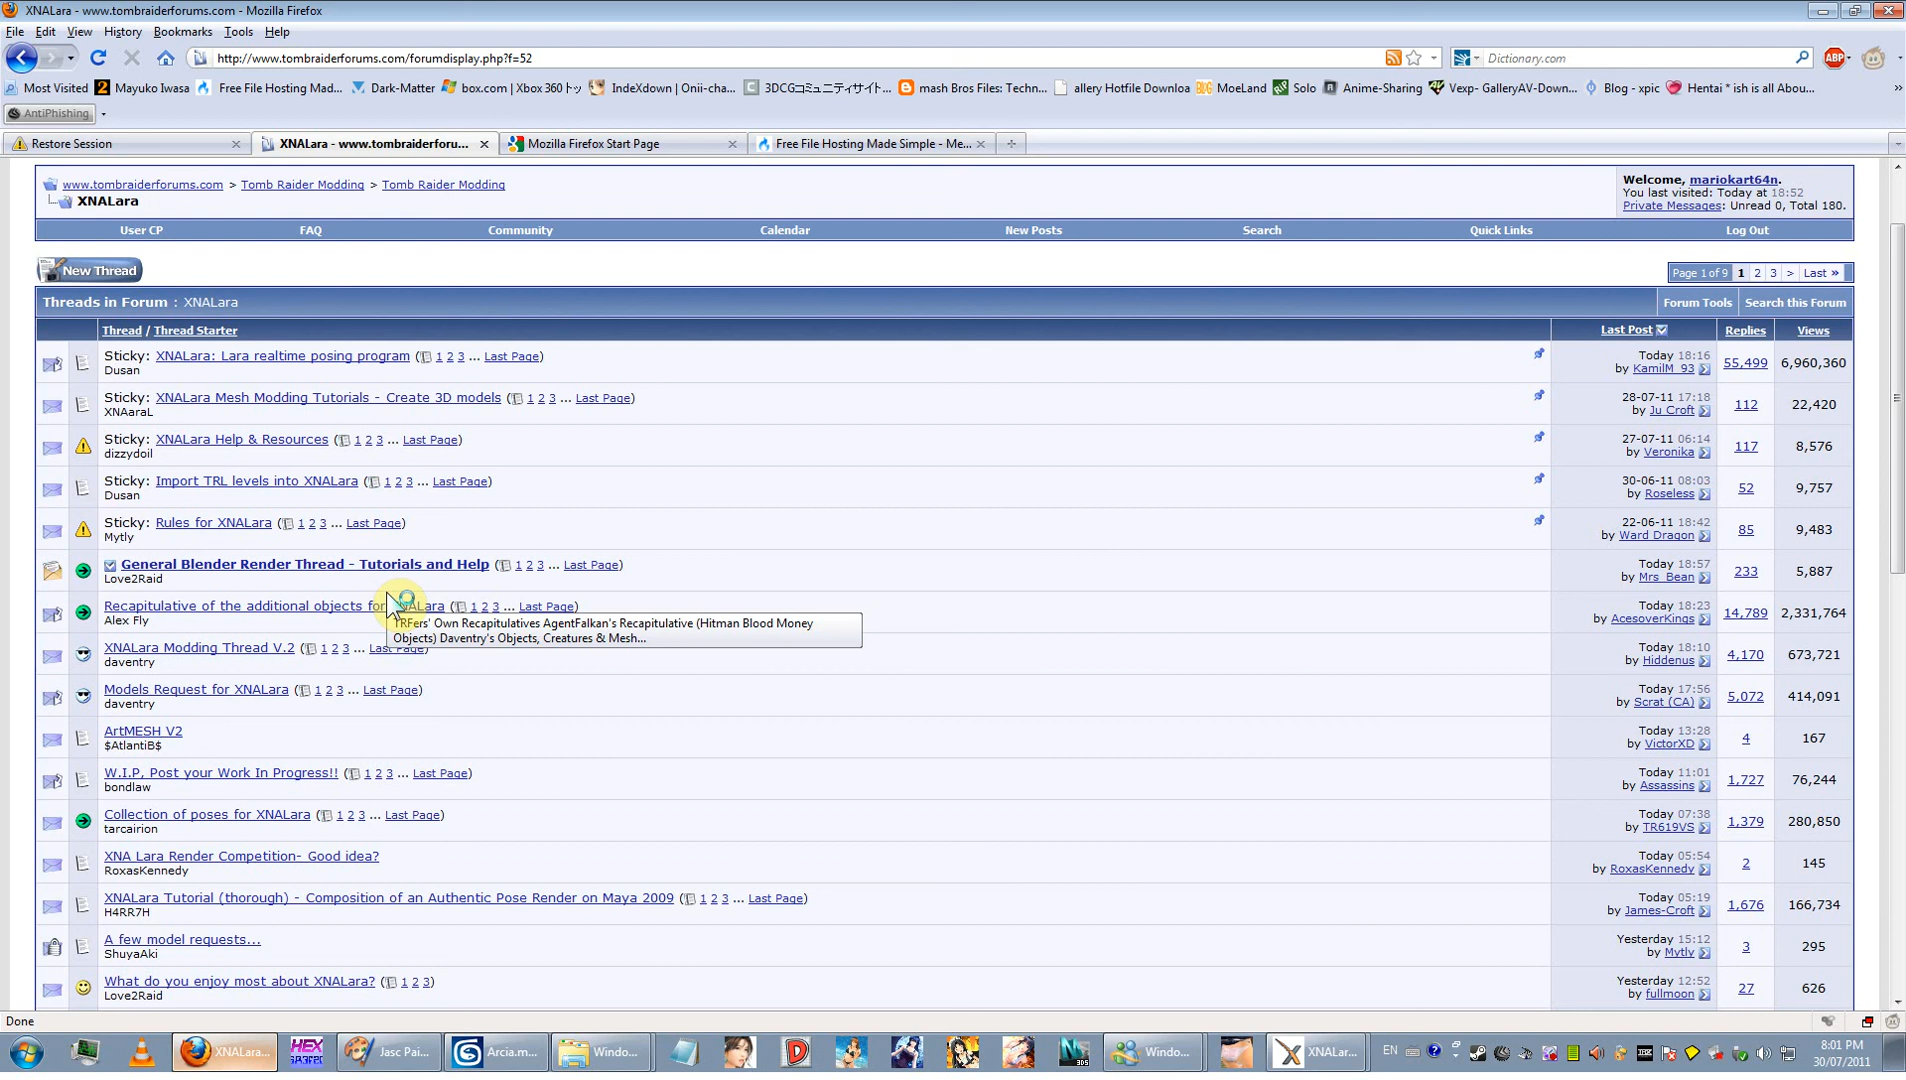 XNALara - www.tombraiderforums.com - Mozilla Firefox
File Edit View History Bookmarks Tools Help
http://www.tombraiderforums.com/forumdisplay.php?f=52
Dictionary.com
ABP
Most Visited Mayuko Iwasa Free File Hosting Mad... Dark-Matter box.com | Xbox 360トッ... IndeXdown | Onii-cha... 3DCGコミュニティサイト... mash Bros Files: Techno... allery Hotfile Downloa MoeLand Solo Anime-Sharing Vexp- GalleryAV-Down... Blog - xpic Hentai * ish is all Abou...
AntiPhishing
Restore Session XNALara - www.tombraiderforu... Mozilla Firefox Start Page Free File Hosting Made Simple - Me...
www.tombraiderforums.com > Tomb Raider Modding > Tomb Raider Modding
XNALara
Welcome, mariokart64n.
You last visited: Today at 18:52
Private Messages: Unread 0, Total 180.
User CP FAQ Community Calendar New Posts Search Quick Links Log Out
New Thread
Page 1 of 9 1 2 3 > Last »
Threads in Forum : XNALara Forum Tools Search this Forum
Thread / Thread Starter Last Post Replies Views
Sticky: XNALara: Lara realtime posing program ( 1 2 3 ... Last Page) Today 18:16 55,499 6,960,360
Dusan by KamilM_93
Sticky: XNALara Mesh Modding Tutorials - Create 3D models ( 1 2 3 ... Last Page) 28-07-11 17:18 112 22,420
XNAaraL by Ju Croft
Sticky: XNALara Help & Resources ( 1 2 3 ... Last Page) 27-07-11 06:14 117 8,576
dizzydoil by Veronika
Sticky: Import TRL levels into XNALara ( 1 2 3 ... Last Page) 30-06-11 08:03 52 9,757
Dusan by Roseless
Sticky: Rules for XNALara ( 1 2 3 ... Last Page) 22-06-11 18:42 85 9,483
Mytly by Ward Dragon
General Blender Render Thread - Tutorials and Help ( 1 2 3 ... Last Page) Today 18:57 233 5,887
Love2Raid by Mrs_Bean
Recapitulative of the additional objects for XNALara ( 1 2 3 ... Last Page) Today 18:23 14,789 2,331,764
Alex Fly by AcesoverKings
TRFers' Own Recapitulatives AgentFalkan's Recapitulative (Hitman Blood Money
Objects) Daventry's Objects, Creatures & Mesh...
XNALara Modding Thread V.2 ( 1 2 3 ... Last Page) Today 18:10 4,170 673,721
daventry by Hiddenus
Models Request for XNALara ( 1 2 3 ... Last Page) Today 17:56 5,072 414,091
daventry by Scrat (CA)
ArtMESH V2 Today 13:28 4 167
$AtlantiB$ by VictorXD
W.I.P, Post your Work In Progress!! ( 1 2 3 ... Last Page) Today 11:01 1,727 76,244
bondlaw by Assassins
Collection of poses for XNALara ( 1 2 3 ... Last Page) Today 07:38 1,379 280,850
tarcairion by TR619VS
XNA Lara Render Competition- Good idea? Today 05:54 2 145
RoxasKennedy by RoxasKennedy
XNALara Tutorial (thorough) - Composition of an Authentic Pose Render on Maya 2009 ( 1 2 3 ... Last Page) Today 05:19 1,676 166,734
H4RR7H by James-Croft
A few model requests... Yesterday 15:12 3 295
ShuyaAki by Mytly
What do you enjoy most about XNALara? ( 1 2 3) Yesterday 12:52 27 626
Love2Raid by fullmoon
Done
XNALara... HEX Jasc Pai... Arcia.m... Windo... Windo... XNALar... EN 8:01 PM
30/07/2011